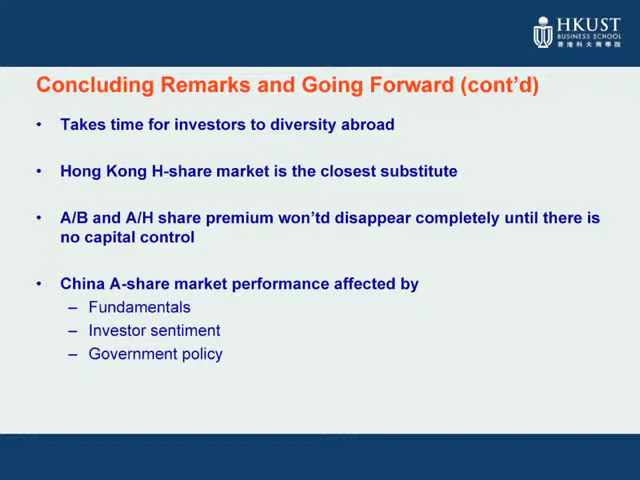 HKUST
BUSINESS SCHOOL
香港科大商學院
Concluding Remarks and Going Forward (cont'd)
• Takes time for investors to diversity abroad
• Hong Kong H-share market is the closest substitute
• A/B and A/H share premium won'td disappear completely until there is
no capital control
• China A-share market performance affected by
– Fundamentals
– Investor sentiment
– Government policy